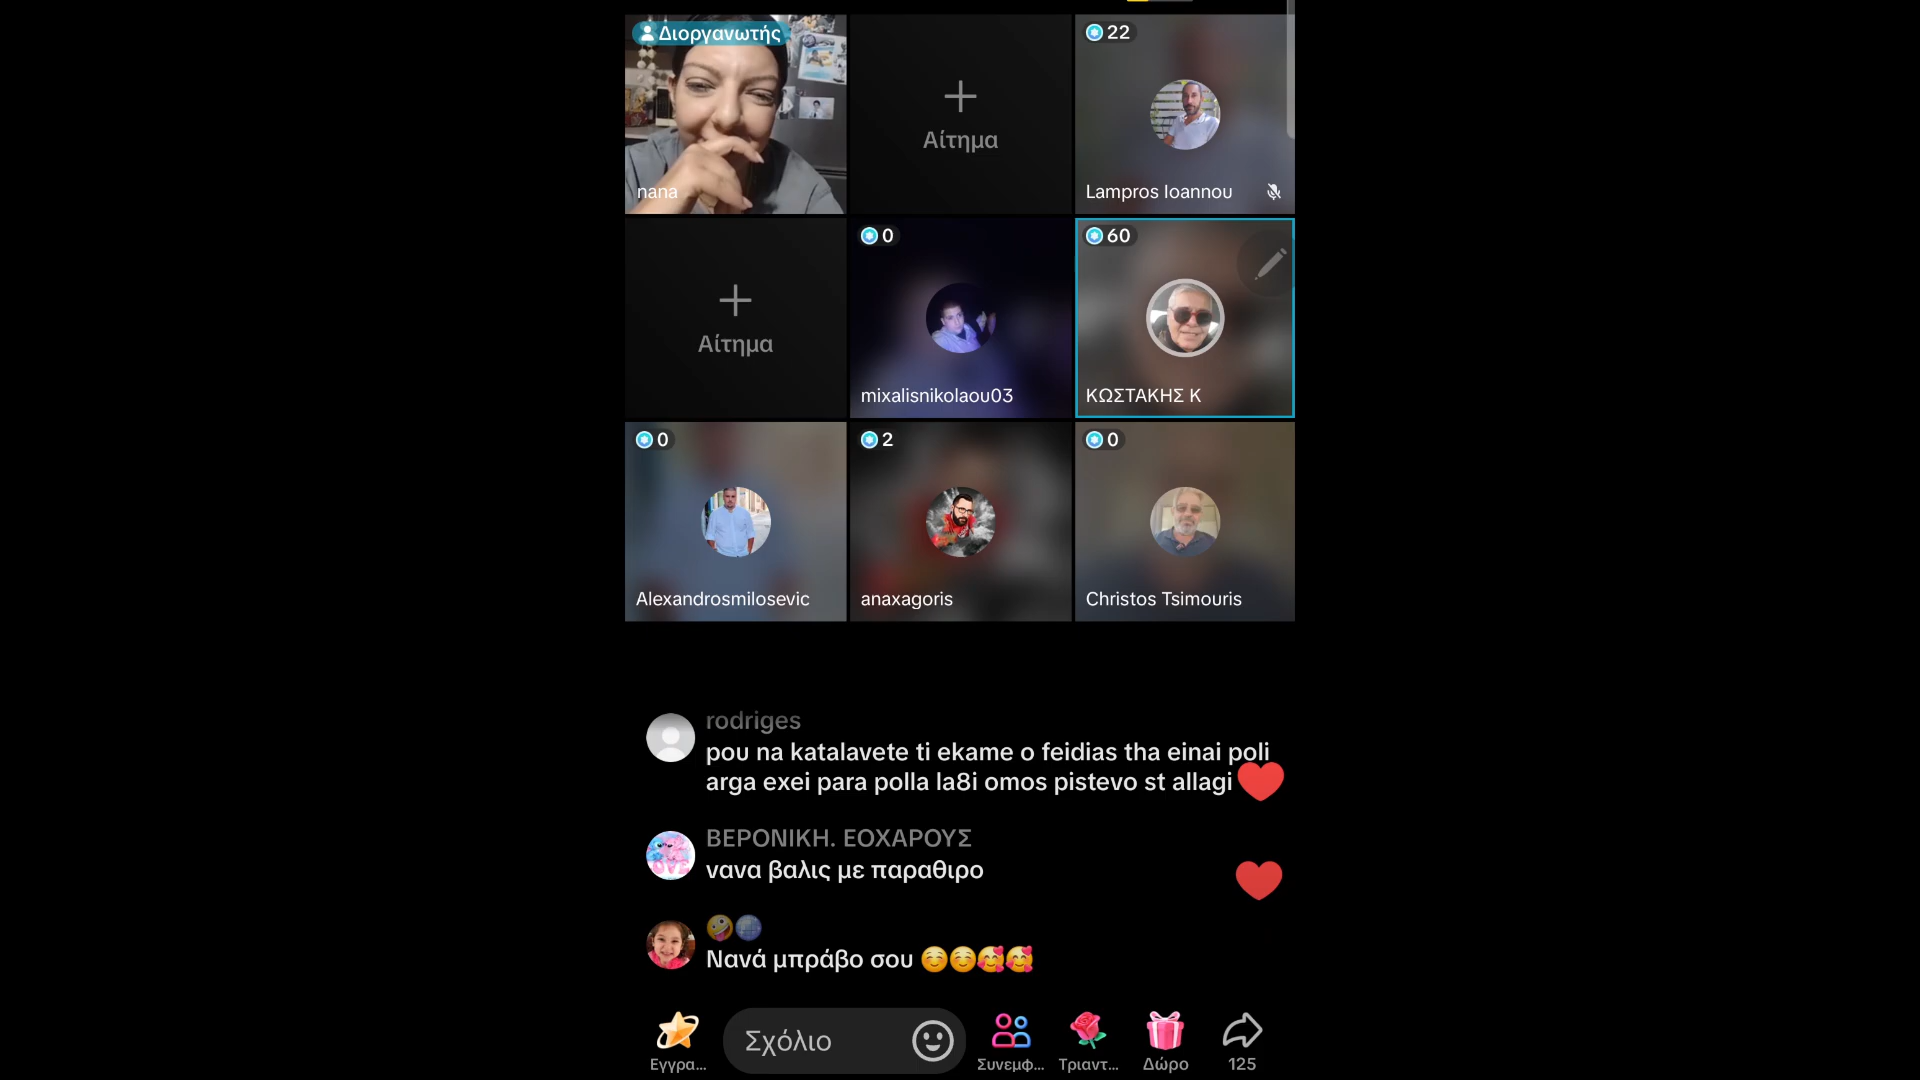 Διοργανωτής
nana
Αίτημα
22
Lampros Ioannou
Αίτημα
0
mixalisnikolaou03
60
ΚΩΣΤΑΚΗΣ Κ
0
Alexandrosmilosevic
2
anaxagoris
0
Christos Tsimouris
rodriges
pou na katalavete ti ekame o feidias tha einai poli
arga exei para polla la8i omos pistevo st allagi
ΒΕΡΟΝΙΚΗ. ΕΟΧΑΡΟΥΣ
νανα βαλις με παραθιρο
🤪🪩
Νανά μπράβο σου ☺️☺️🥰🥰
Σχόλιο
Εγγρα...
Συνεμφ...
Τριαντ...
Δώρο
125